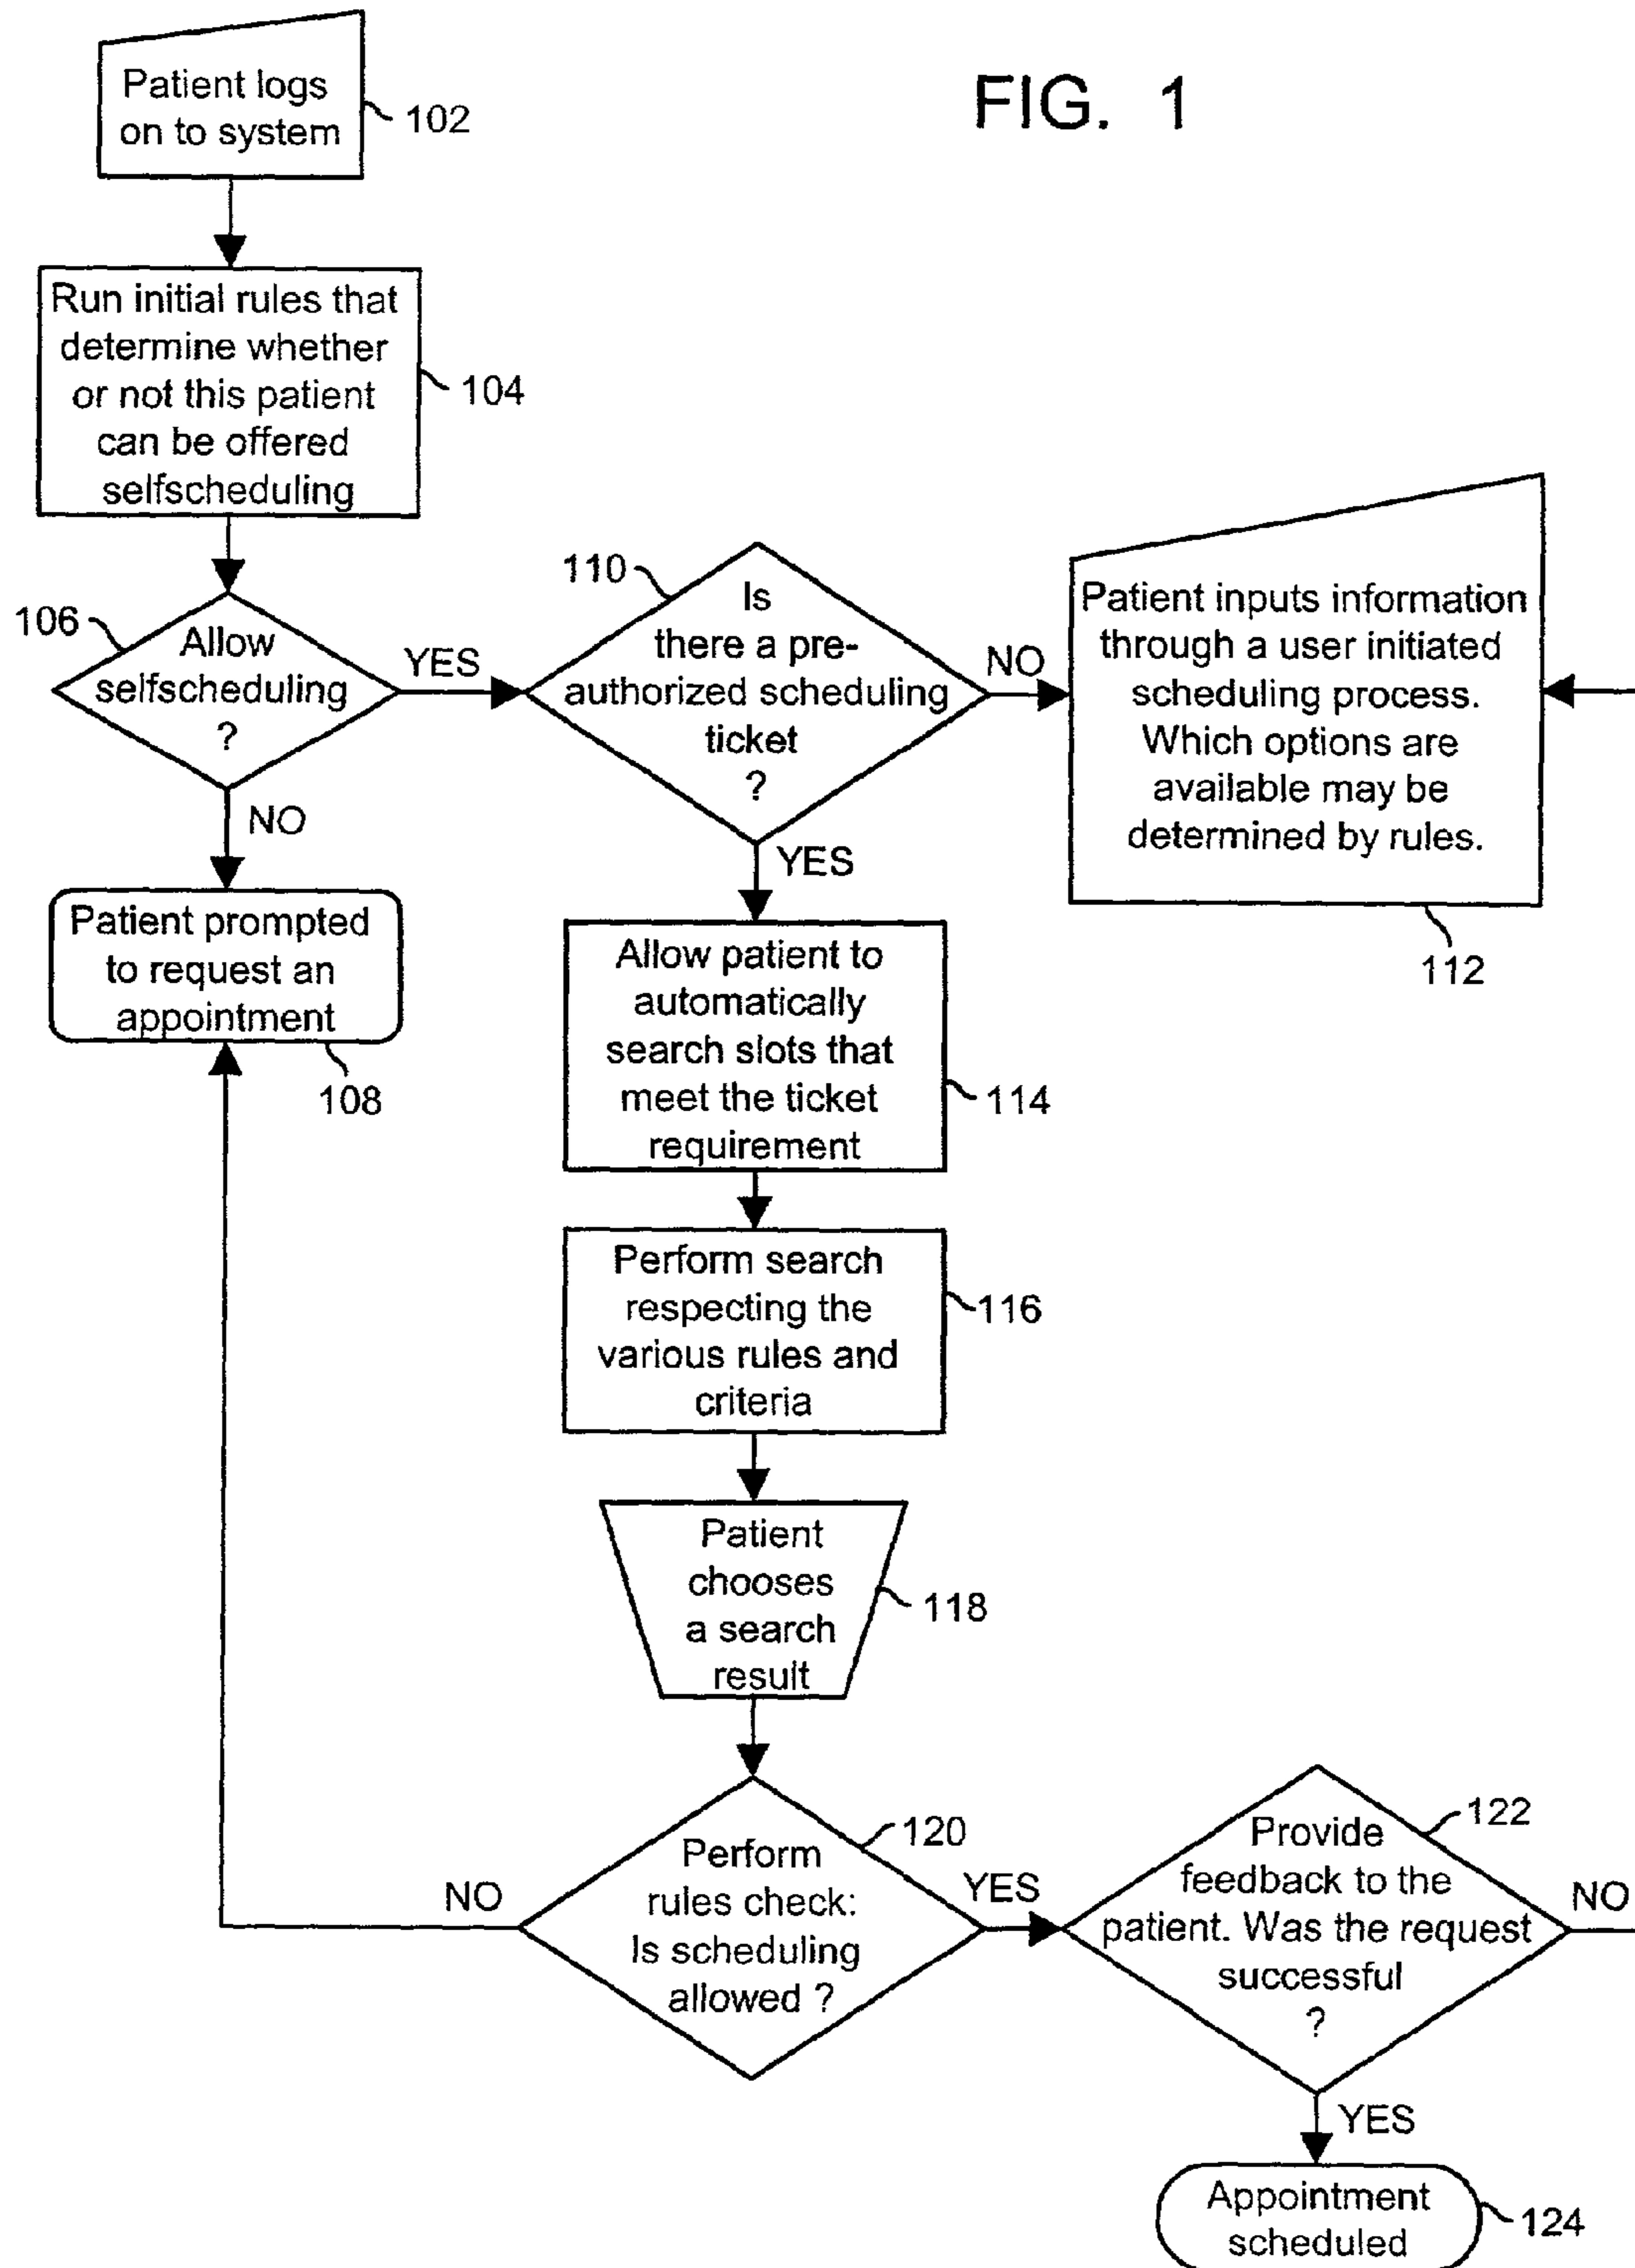 FIG. 1
Patient logs
on to system
102
Run initial rules that
determine whether
or not this patient
can be offered
selfscheduling
104
106
Allow
selfscheduling
?
YES
NO
Patient prompted
to request an
appointment
108
110
Is
there a pre-
authorized scheduling
ticket
?
NO
YES
Patient inputs information
through a user initiated
scheduling process.
Which options are
available may be
determined by rules.
112
Allow patient to
automatically
search slots that
meet the ticket
requirement
114
Perform search
respecting the
various rules and
criteria
116
Patient
chooses
a search
result
118
120
Perform
rules check:
Is scheduling
allowed ?
NO
YES
122
Provide
feedback to the
patient. Was the request
successful
?
NO
YES
Appointment
scheduled
124